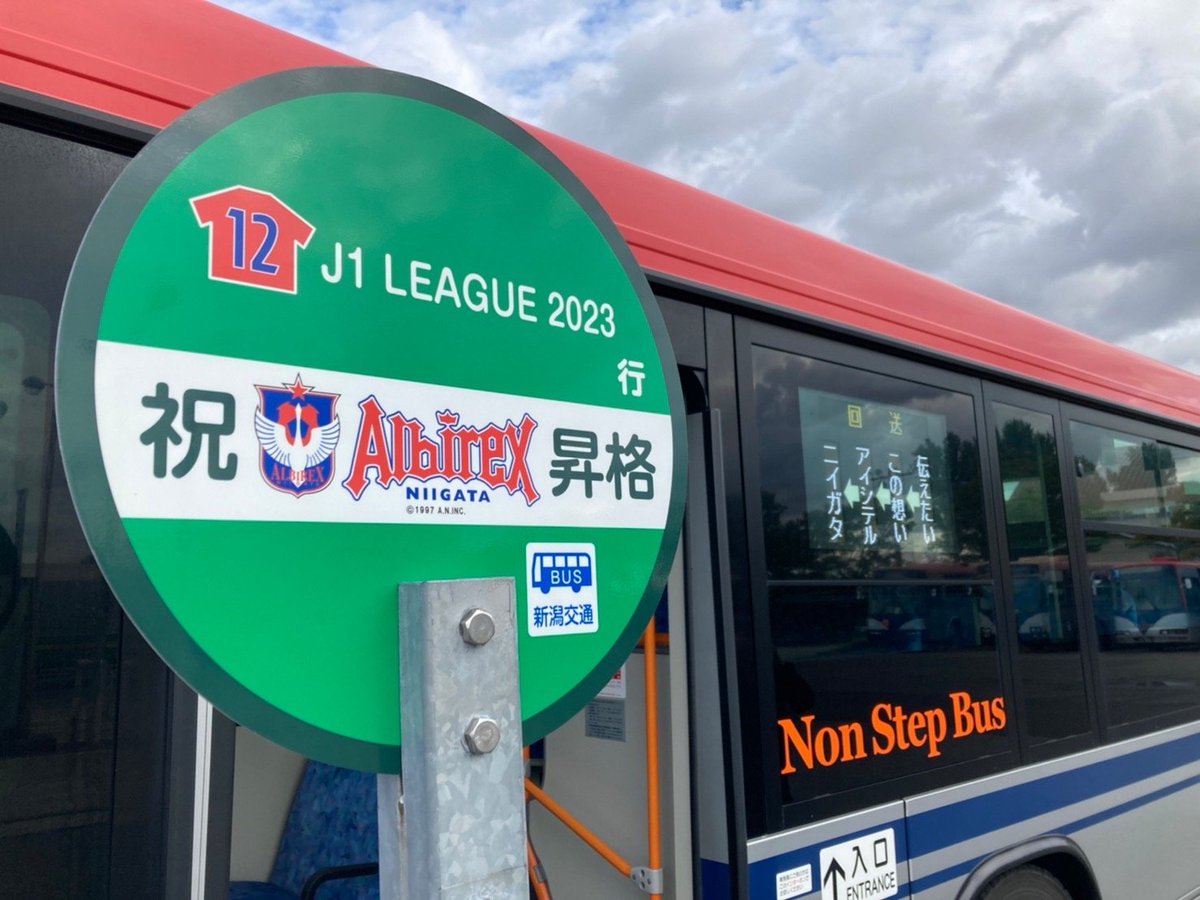 12
J1 LEAGUE 2023
行
祝
ALBIREX
Albirex
NIIGATA
©1997 A.N.INC.
昇格
BUS
新潟交通
回送
伝えたい
この想い
アイシテル
ニイガタ
Non Step Bus
入口
ENTRANCE